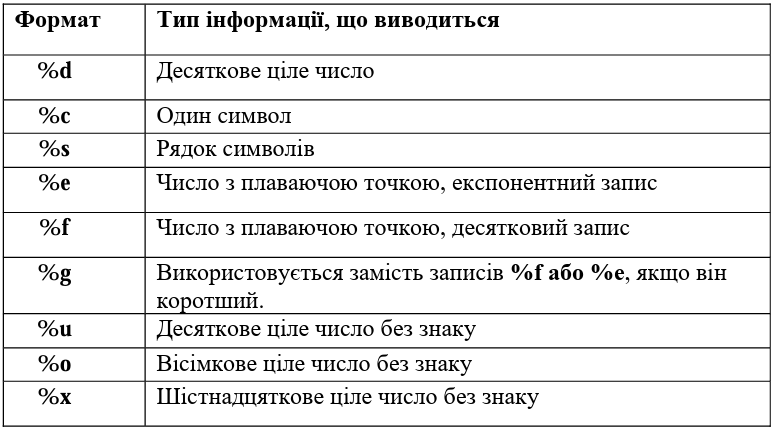 Формат Тип інформації, що виводиться
%d Десяткове ціле число
%c Один символ
%s Рядок символів
%e Число з плаваючою точкою, експонентний запис
%f Число з плаваючою точкою, десятковий запис
%g Використовується замість записів %f або %e, якщо він
коротший.
%u Десяткове ціле число без знаку
%o Вісімкове ціле число без знаку
%x Шістнадцяткове ціле число без знаку